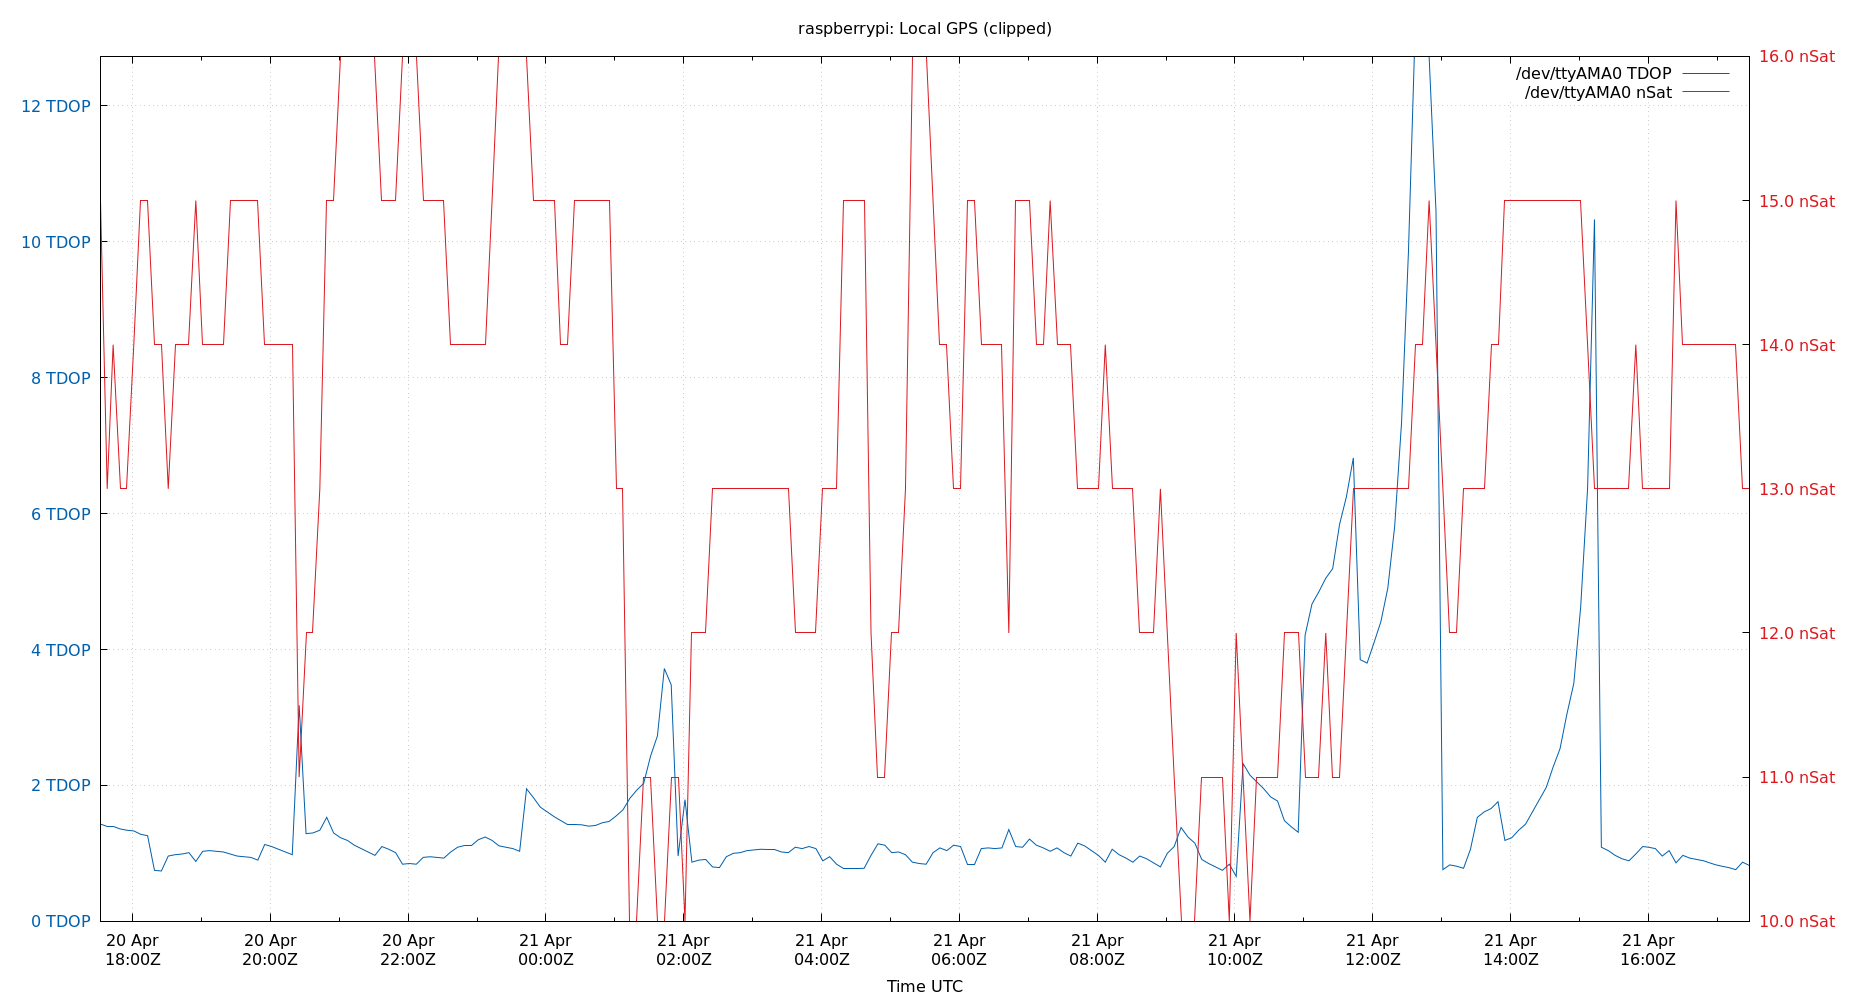 raspberrypi: Local GPS (clipped)
16.0 nSat
/dev/ttyAMA0 TDOP
/dev/ttyAMA0 nSat
12 TDOP
15.0 nSat
10 TDOP
14.0 nSat
8 TDOP
13.0 nSat
6 TDOP
12.0 nSat
4 TDOP
11.0 nSat
2 TDOP
10.0 nSat
0 TDOP
20 Apr 20 Apr 20 Apr 21 Apr 21 Apr 21 Apr 21 Apr 21 Apr 21 Apr 21 Apr 21 Apr 21 Apr
18:00Z 20:00Z 22:00Z 00:00Z 02:00Z 04:00Z 06:00Z 08:00Z 10:00Z 12:00Z 14:00Z 16:00Z
Time UTC